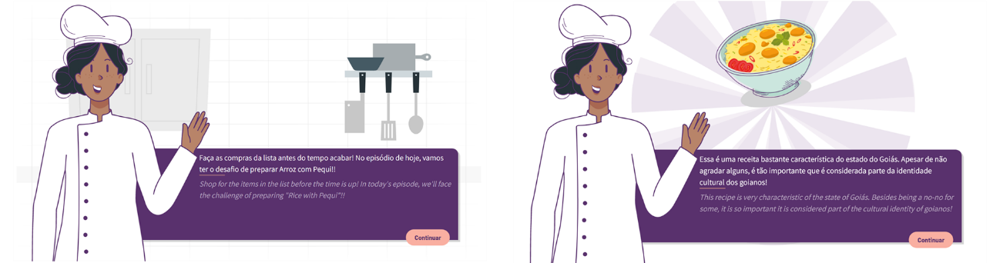 Faça as compras da lista antes do tempo acabar! No episódio de hoje, vamos
ter o desafio de preparar Arroz com Pequi!!
Shop for the items in the list before the time is up! In today's episode, we'll face
the challenge of preparing "Rice with Pequi"!!
Continuar
Essa é uma receita bastante característica do estado do Goiás. Apesar de não
agradar alguns, é tão importante que é considerada parte da identidade
cultural dos goianos!
This recipe is very characteristic of the state of Golás. Besides being a no-no for
some, it is so important it is considered part of the cultural identity of goianos!
Continuar